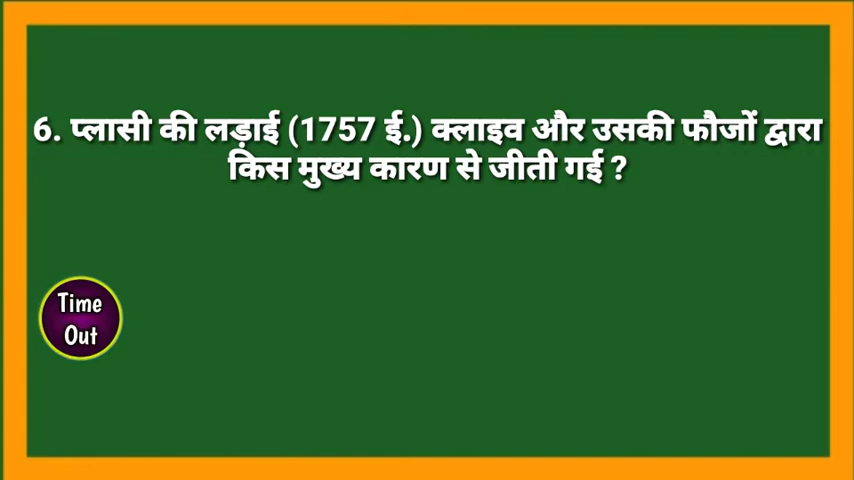 6. प्लासी की लड़ाई (1757 ई.) क्लाइव और उसकी फौजों द्वारा
किस मुख्य कारण से जीती गई ?
Time
Out